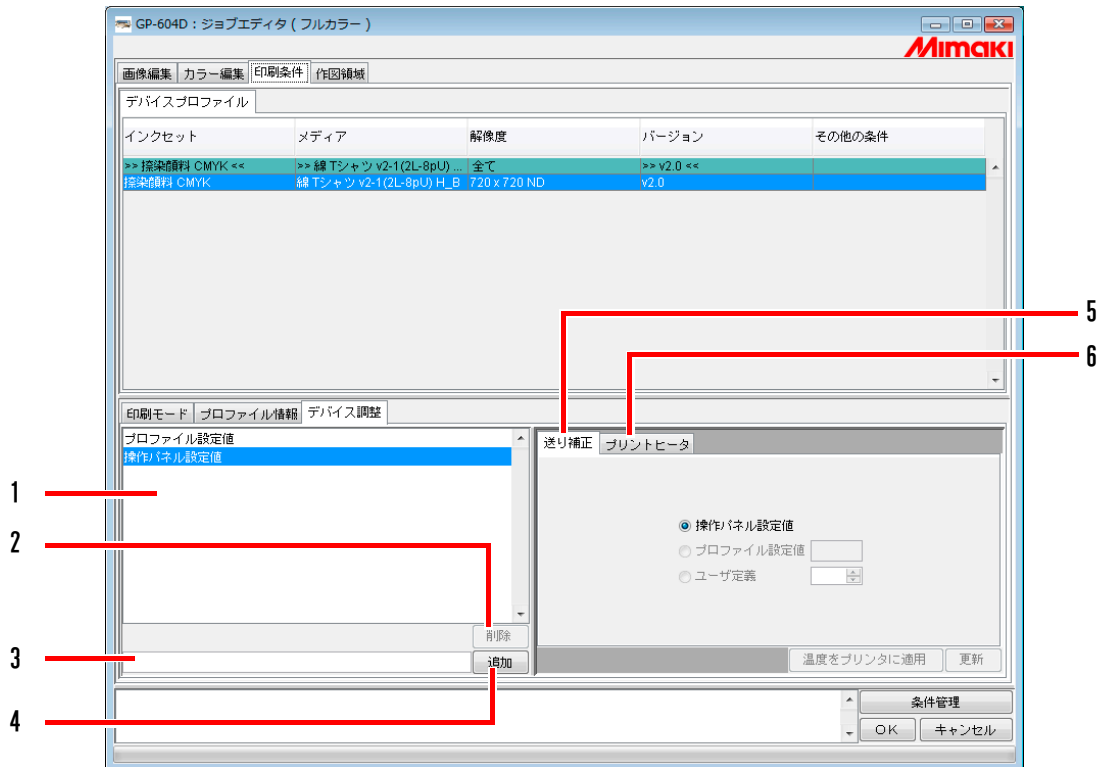 GP-604D：ジョブエディタ ( フルカラー )
Mimaki
画像編集 カラー編集 印刷条件 作図領域
デバイスプロファイル
インクセット メディア 解像度 バージョン その他の条件
>> 捺染顔料 CMYK << >> 綿 Tシャツ v2-1(2L-8pU) ... 全て >> v2.0 <<
捺染顔料 CMYK 綿 Tシャツ v2-1(2L-8pU) H_B 720 x 720 ND v2.0
5
6
印刷モード プロファイル情報 デバイス調整
プロファイル設定値
操作パネル設定値
送り補正 プリントヒータ
1
2
操作パネル設定値
プロファイル設定値
ユーザ定義
削除
3
追加
温度をプリンタに適用 更新
4
条件管理
OK キャンセル